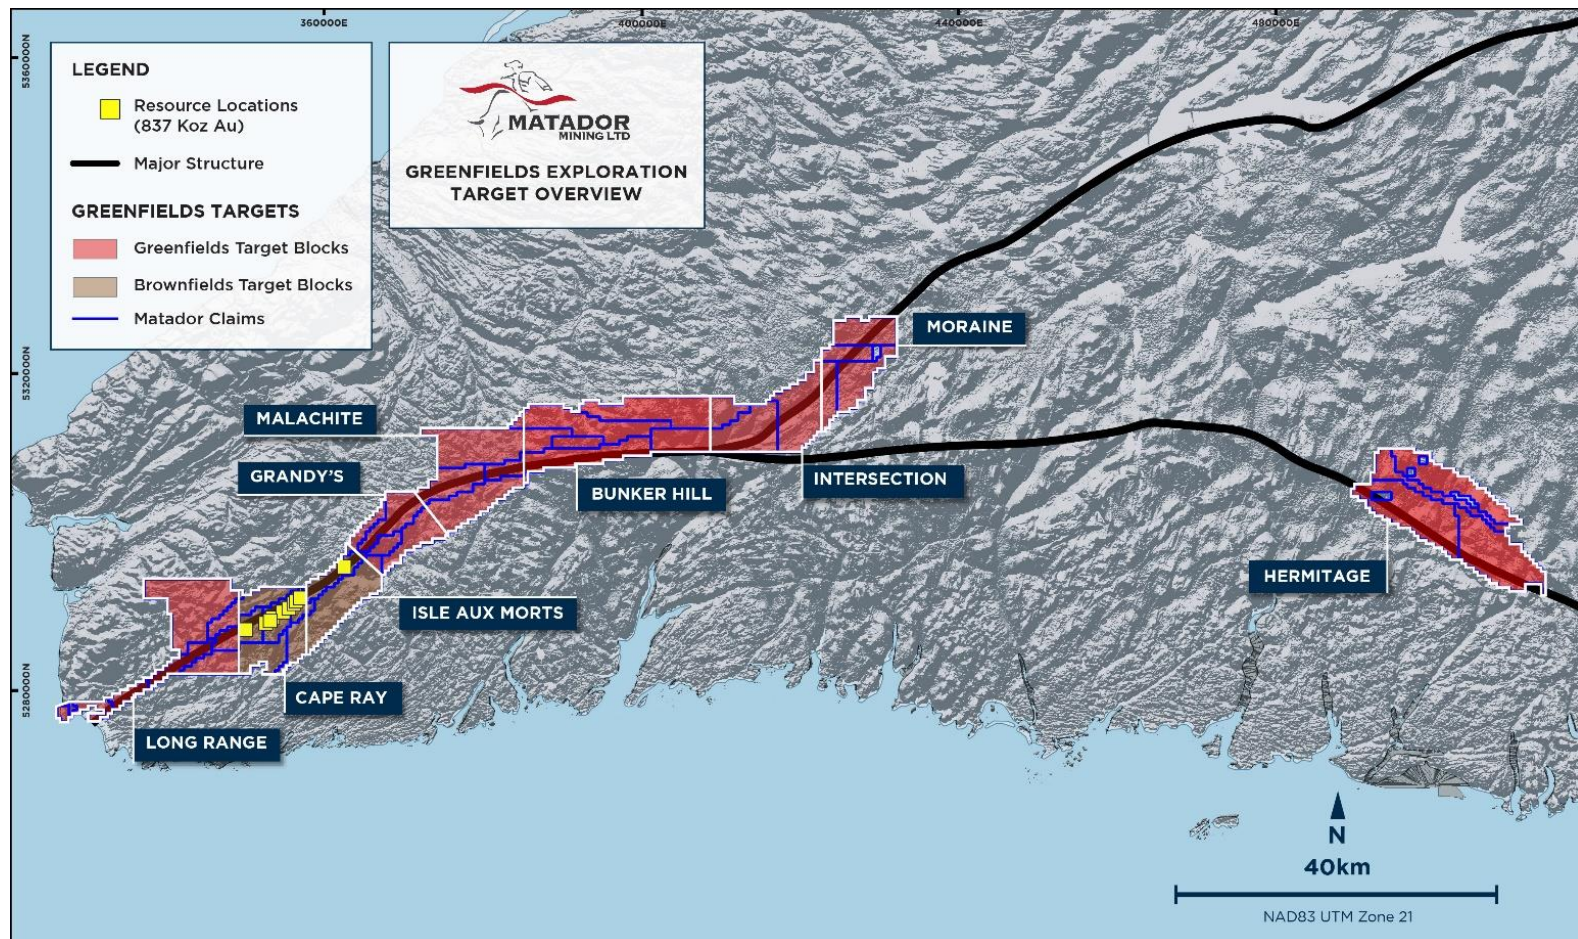 360000E
400000E
440000E
480000E
5360000N
5320000N
5280000N
LEGEND
Resource Locations
(837 Koz Au)
Major Structure
GREENFIELDS TARGETS
Greenfields Target Blocks
Brownfields Target Blocks
Matador Claims
MATADOR
MINING LTD
GREENFIELDS EXPLORATION
TARGET OVERVIEW
MORAINE
MALACHITE
GRANDY'S
BUNKER HILL
INTERSECTION
HERMITAGE
ISLE AUX MORTS
CAPE RAY
LONG RANGE
N
40km
NAD83 UTM Zone 21